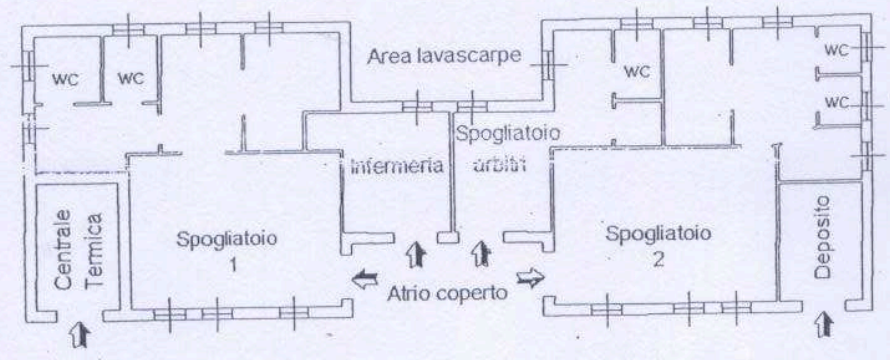 Area lavascarpe
WC
WC
WC
WC
WC
Spogliatoio
arbitri
Infermeria
Centrale
Termica
Spogliatoio
1
Spogliatoio
2
Deposito
Atrio coperto